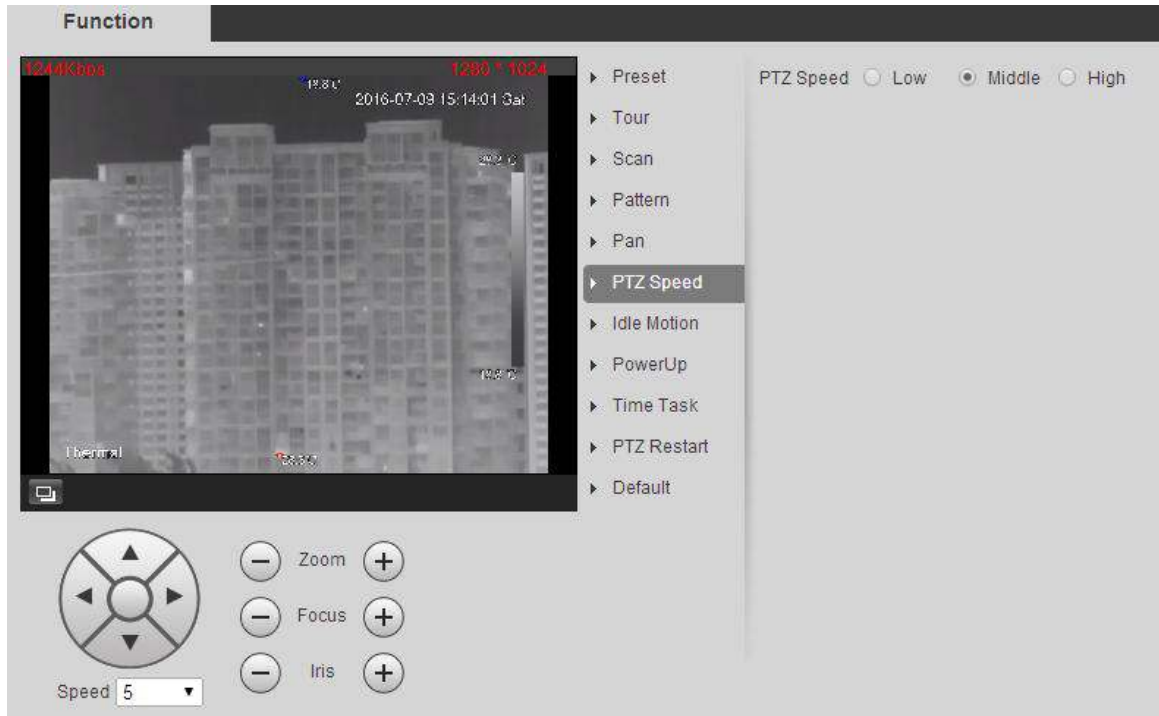 Function
1244Kbps
1280 * 1024
2016-07-09 15:14:01 Sat
Thermal
Preset
Tour
Scan
Pattern
Pan
PTZ Speed
Idle Motion
PowerUp
Time Task
PTZ Restart
Default
PTZ Speed Low Middle High
Zoom
Focus
Iris
Speed 5